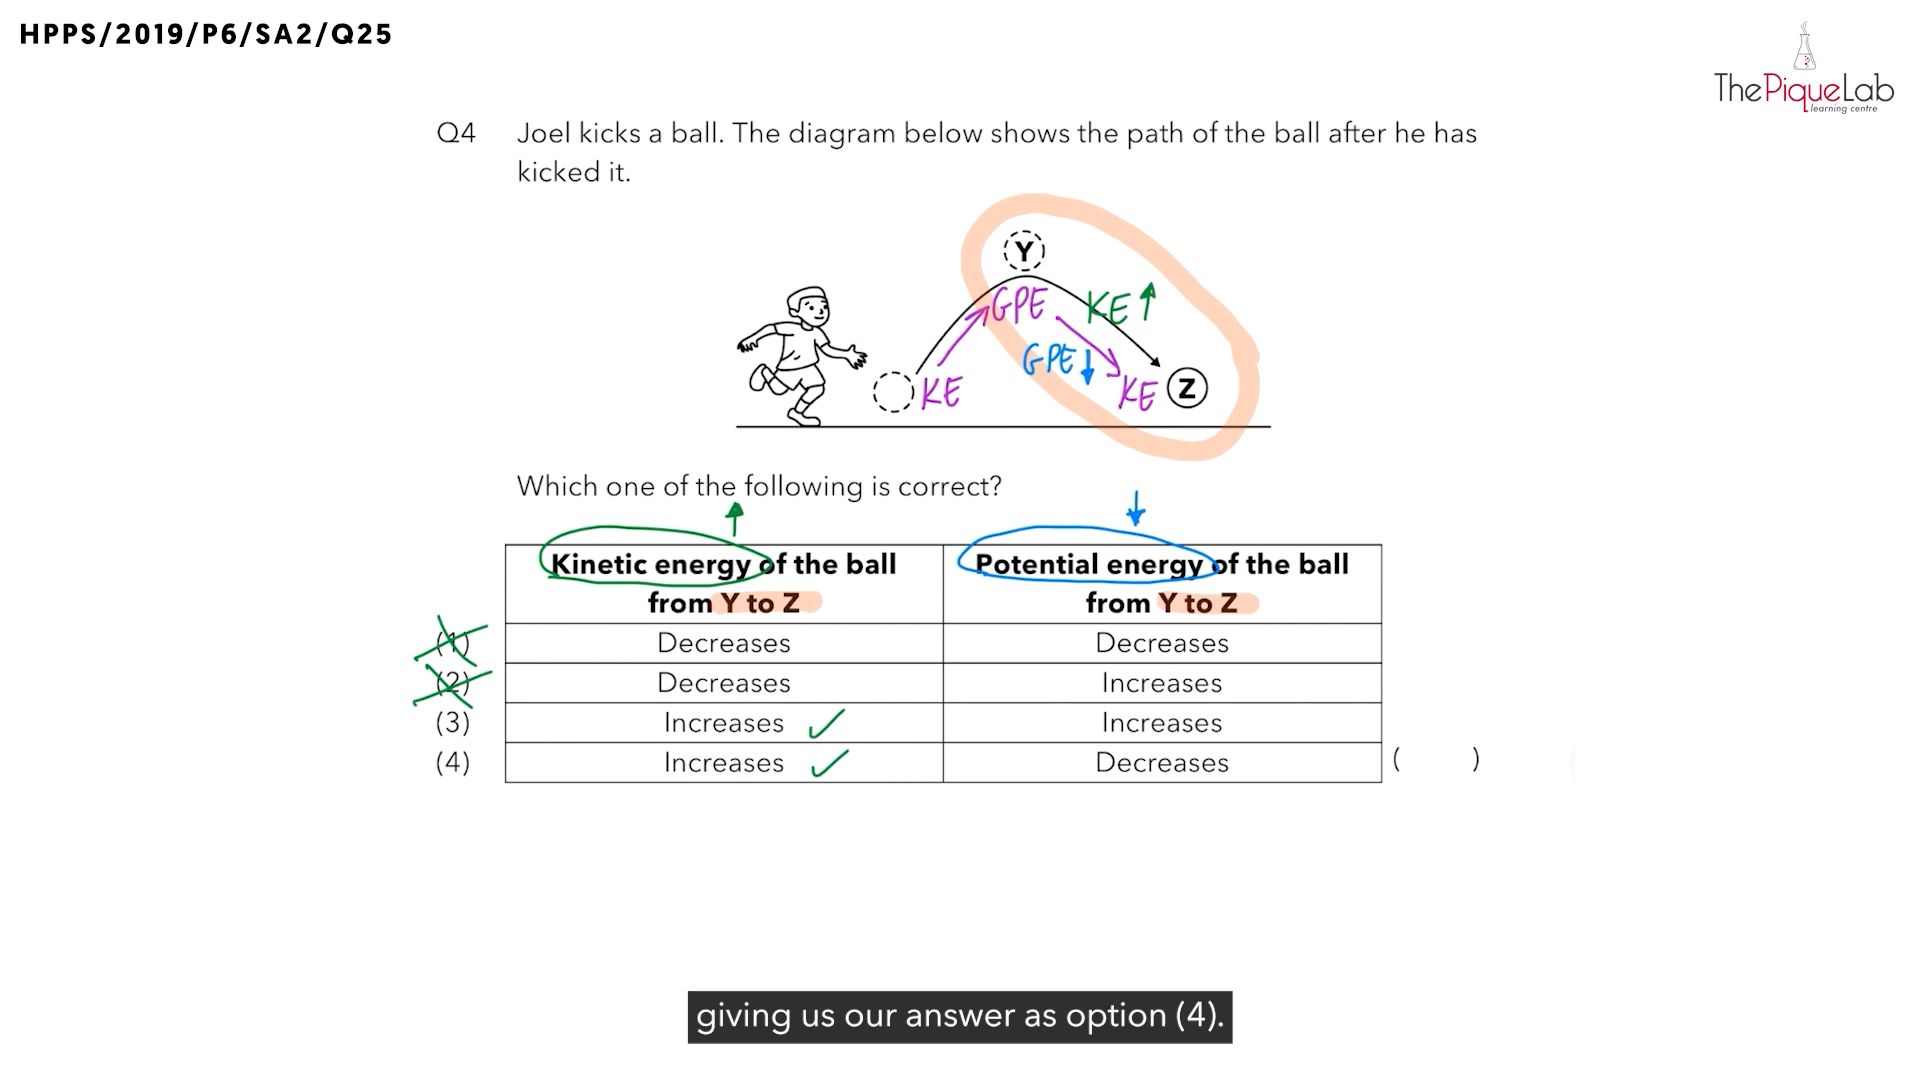 HPPS/2019/P6/SA2/Q25
ThePiqueLab
learning centre
Q4 Joel kicks a ball. The diagram below shows the path of the ball after he has
kicked it.
Y
GPE KE↑
GPE↓
KE KE Z
Which one of the following is correct?
↑ ↓
Kinetic energy of the ball Potential energy of the ball
from Y to Z from Y to Z
(1) Decreases Decreases
(2) Decreases Increases
(3) Increases ✓ Increases
(4) Increases ✓ Decreases ( )
giving us our answer as option (4).